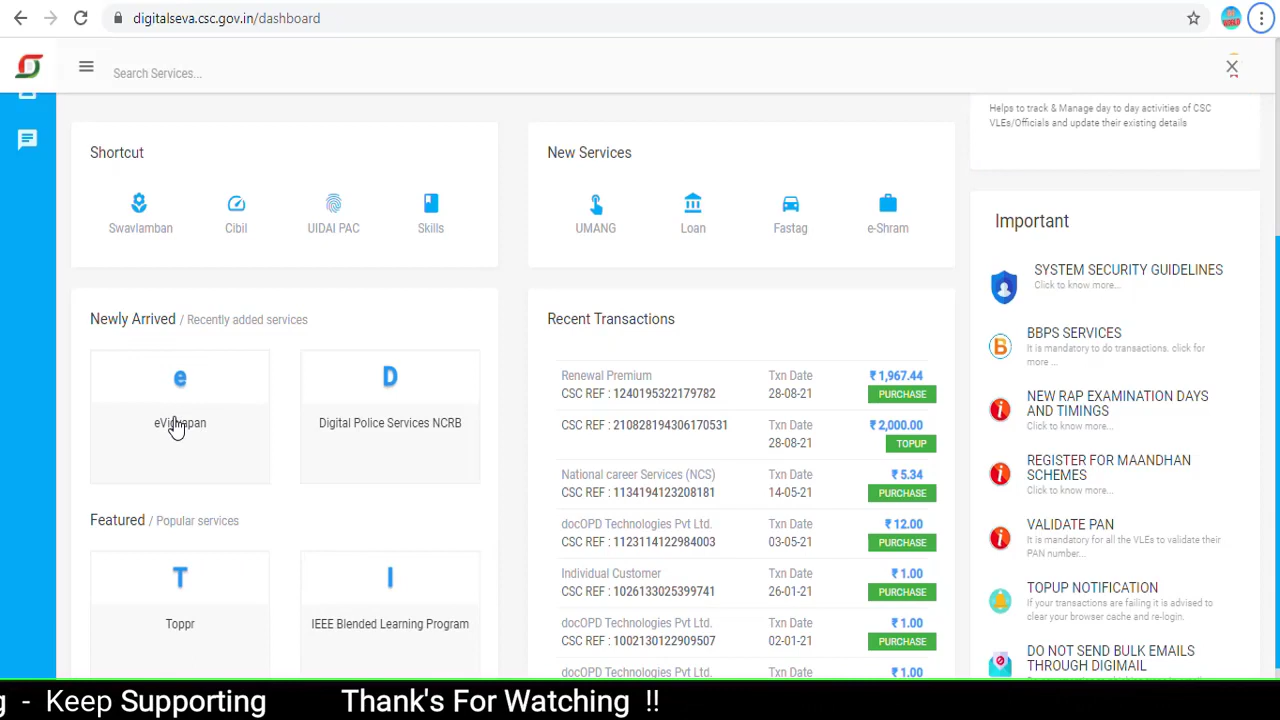 digitalseva.csc.gov.in/dashboard
Search Services...
Helps to track & Manage day to day activities of CSC
VLEs/Officials and update their existing details
Shortcut
Swavlamban
Cibil
UIDAI PAC
Skills
New Services
UMANG
Loan
Fastag
e-Shram
Important
SYSTEM SECURITY GUIDELINES
Click to know more...
BBPS SERVICES
It is mandatory to do transactions. click for
more ...
NEW RAP EXAMINATION DAYS
AND TIMINGS
Click to know more...
REGISTER FOR MAANDHAN
SCHEMES
Click to know more...
VALIDATE PAN
It is mandatory for all the VLEs to validate their
PAN number...
TOPUP NOTIFICATION
If your transactions are failing it is advised to
clear your browser cache and re-login.
DO NOT SEND BULK EMAILS
THROUGH DIGIMAIL
Newly Arrived / Recently added services
e
D
Digital Police Services NCRB
Featured / Popular services
T
Toppr
I
IEEE Blended Learning Program
Recent Transactions
Renewal Premium Txn Date ₹ 1,967.44
CSC REF : 1240195322179782 28-08-21 PURCHASE
CSC REF : 210828194306170531 Txn Date ₹ 2,000.00
28-08-21 TOPUP
National career Services (NCS) Txn Date ₹ 5.34
CSC REF : 1134194123208181 14-05-21 PURCHASE
docOPD Technologies Pvt Ltd. Txn Date ₹ 12.00
CSC REF : 1123114122984003 03-05-21 PURCHASE
Individual Customer Txn Date ₹ 1.00
CSC REF : 1026133025399741 26-01-21 PURCHASE
docOPD Technologies Pvt Ltd. Txn Date ₹ 1.00
CSC REF : 1002130122909507 02-01-21 PURCHASE
docOPD Technologies Pvt Ltd. Txn Date ₹ 1.00
g - Keep Supporting Thank's For Watching !!